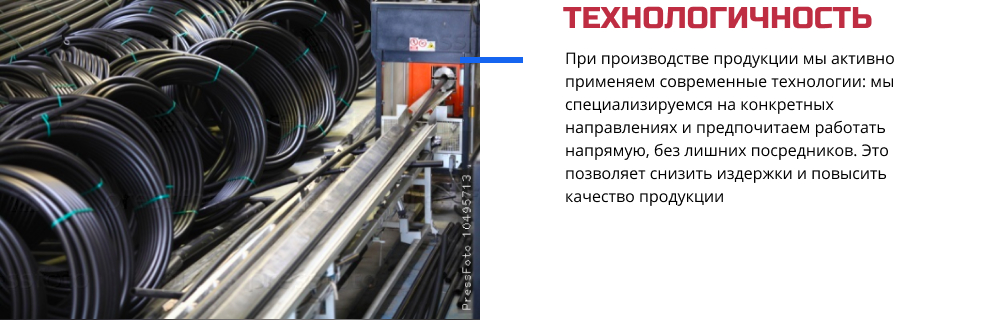 ТЕХНОЛОГИЧНОСТЬ
При производстве продукции мы активно
применяем современные технологии: мы
специализируемся на конкретных
направлениях и предпочитаем работать
напрямую, без лишних посредников. Это
позволяет снизить издержки и повысить
качество продукции
PressFoto 10495713